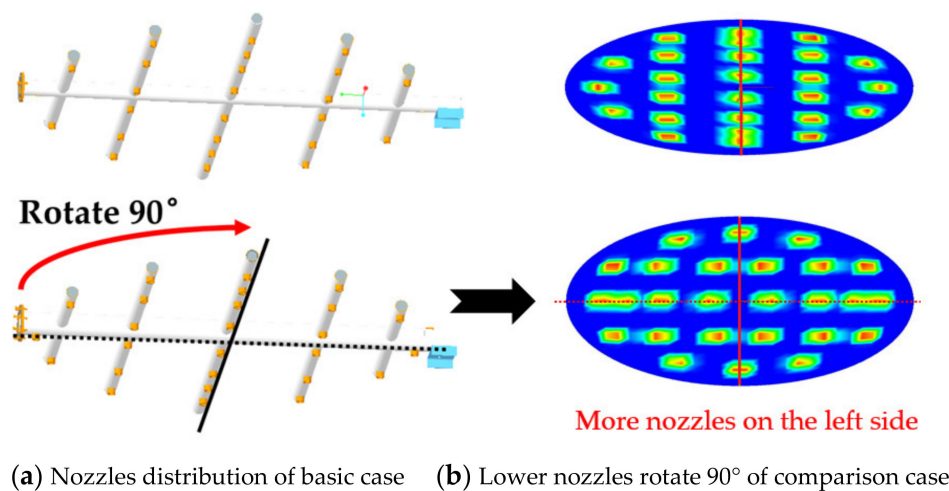 Rotate 90°
More nozzles on the left side
(a) Nozzles distribution of basic case
(b) Lower nozzles rotate 90° of comparison case